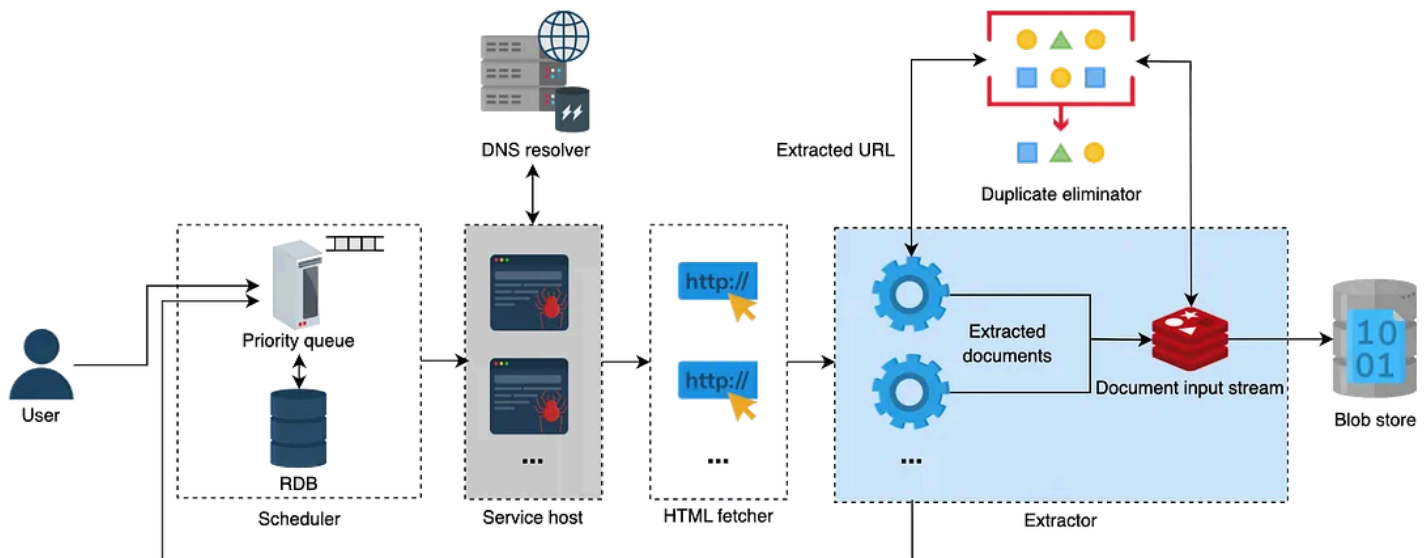 DNS resolver
Extracted URL
Duplicate eliminator
Priority queue
User
RDB
Scheduler
...
Service host
http://
http://
...
HTML fetcher
Extracted
documents
...
Document input stream
Extractor
10
01
Blob store